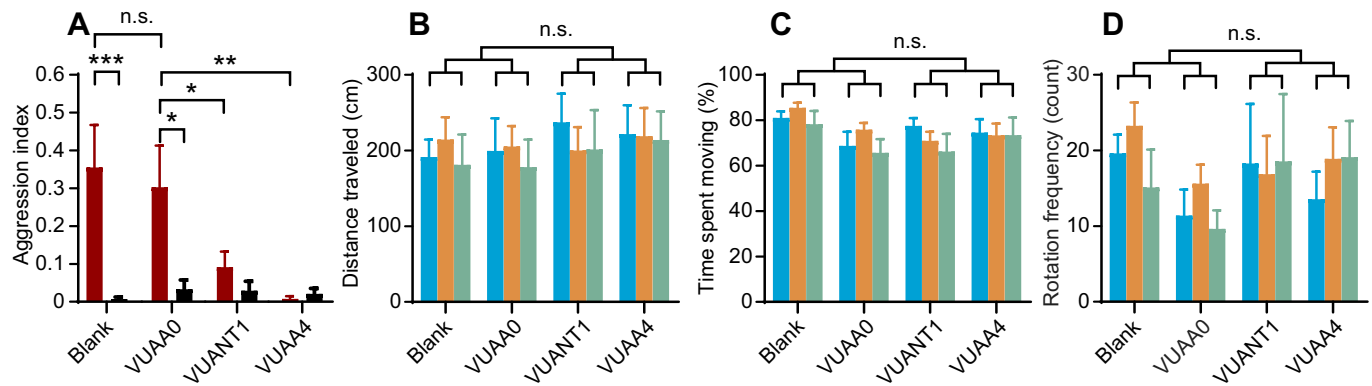 A
n.s.
***
**
*
*
Aggression index
0.6
0.5
0.4
0.3
0.2
0.1
0
Blank
VUAA0
VUANT1
VUAA4
B
n.s.
Distance traveled (cm)
300
200
100
0
Blank
VUAA0
VUANT1
VUAA4
C
n.s.
Time spent moving (%)
100
80
60
40
20
0
Blank
VUAA0
VUANT1
VUAA4
D
n.s.
Rotation frequency (count)
30
20
10
0
Blank
VUAA0
VUANT1
VUAA4